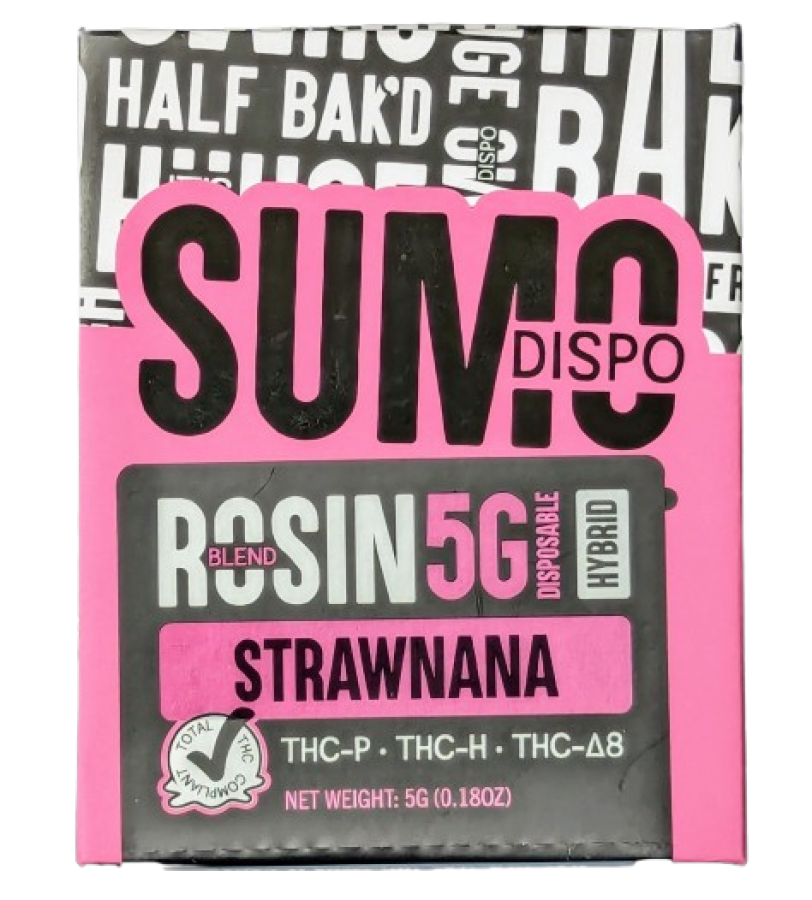 HALF BAK'D
DISPO
SUMO
DISPO
ROSIN 5G
BLEND
DISPOSABLE
HYBRID
STRAWNANA
TOTAL THC COMPLIANT
THC-P · THC-H · THC-Δ8
NET WEIGHT: 5G (0.18OZ)